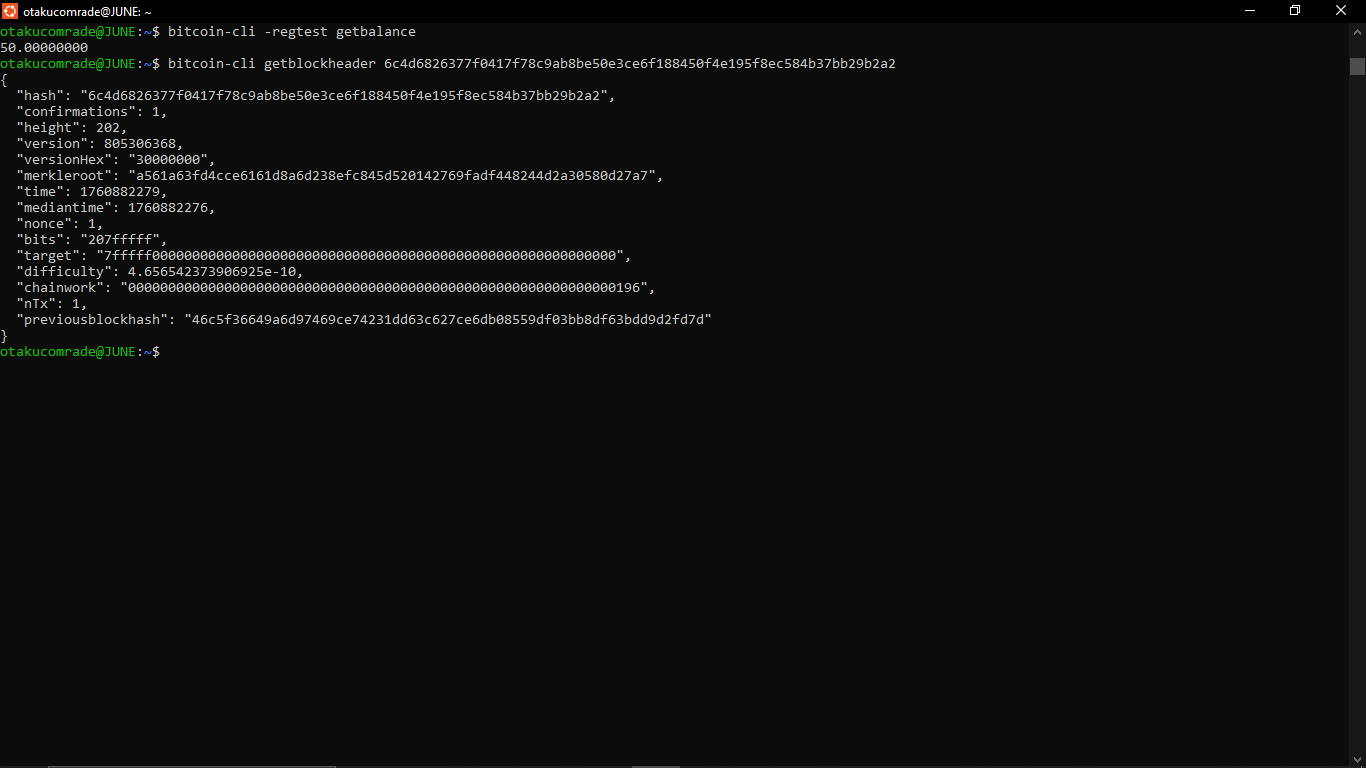 otakucomrade@JUNE: ~
otakucomrade@JUNE:~$ bitcoin-cli -regtest getbalance
50.00000000
otakucomrade@JUNE:~$ bitcoin-cli getblockheader 6c4d6826377f0417f78c9ab8be50e3ce6f188450f4e195f8ec584b37bb29b2a2
{
  "hash": "6c4d6826377f0417f78c9ab8be50e3ce6f188450f4e195f8ec584b37bb29b2a2",
  "confirmations": 1,
  "height": 202,
  "version": 805306368,
  "versionHex": "30000000",
  "merkleroot": "a561a63fd4cce6161d8a6d238efc845d520142769fadf448244d2a30580d27a7",
  "time": 1760882279,
  "mediantime": 1760882276,
  "nonce": 1,
  "bits": "207fffff",
  "target": "7fffff0000000000000000000000000000000000000000000000000000000000",
  "difficulty": 4.656542373906925e-10,
  "chainwork": "0000000000000000000000000000000000000000000000000000000000000196",
  "nTx": 1,
  "previousblockhash": "46c5f36649a6d97469ce74231dd63c627ce6db08559df03bb8df63bdd9d2fd7d"
}
otakucomrade@JUNE:~$